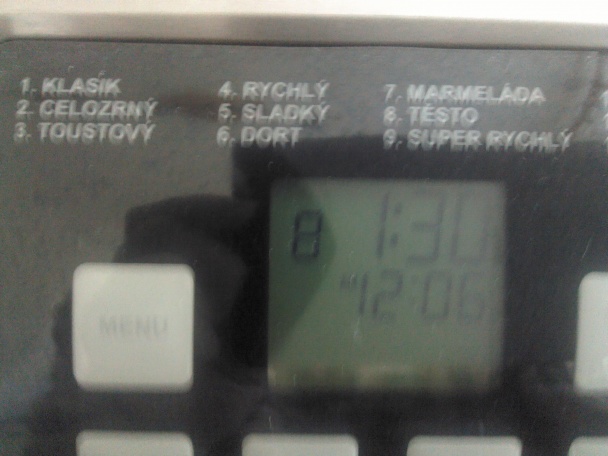 1. KLASIK
2. CELOZRNÝ
3. TOUSTOVÝ
4. RYCHLÝ
5. SLADKÝ
6. DORT
7. MARMELÁDA
8. TĚSTO
9. SUPER RYCHLÝ
8 1:30
12:06
MENU